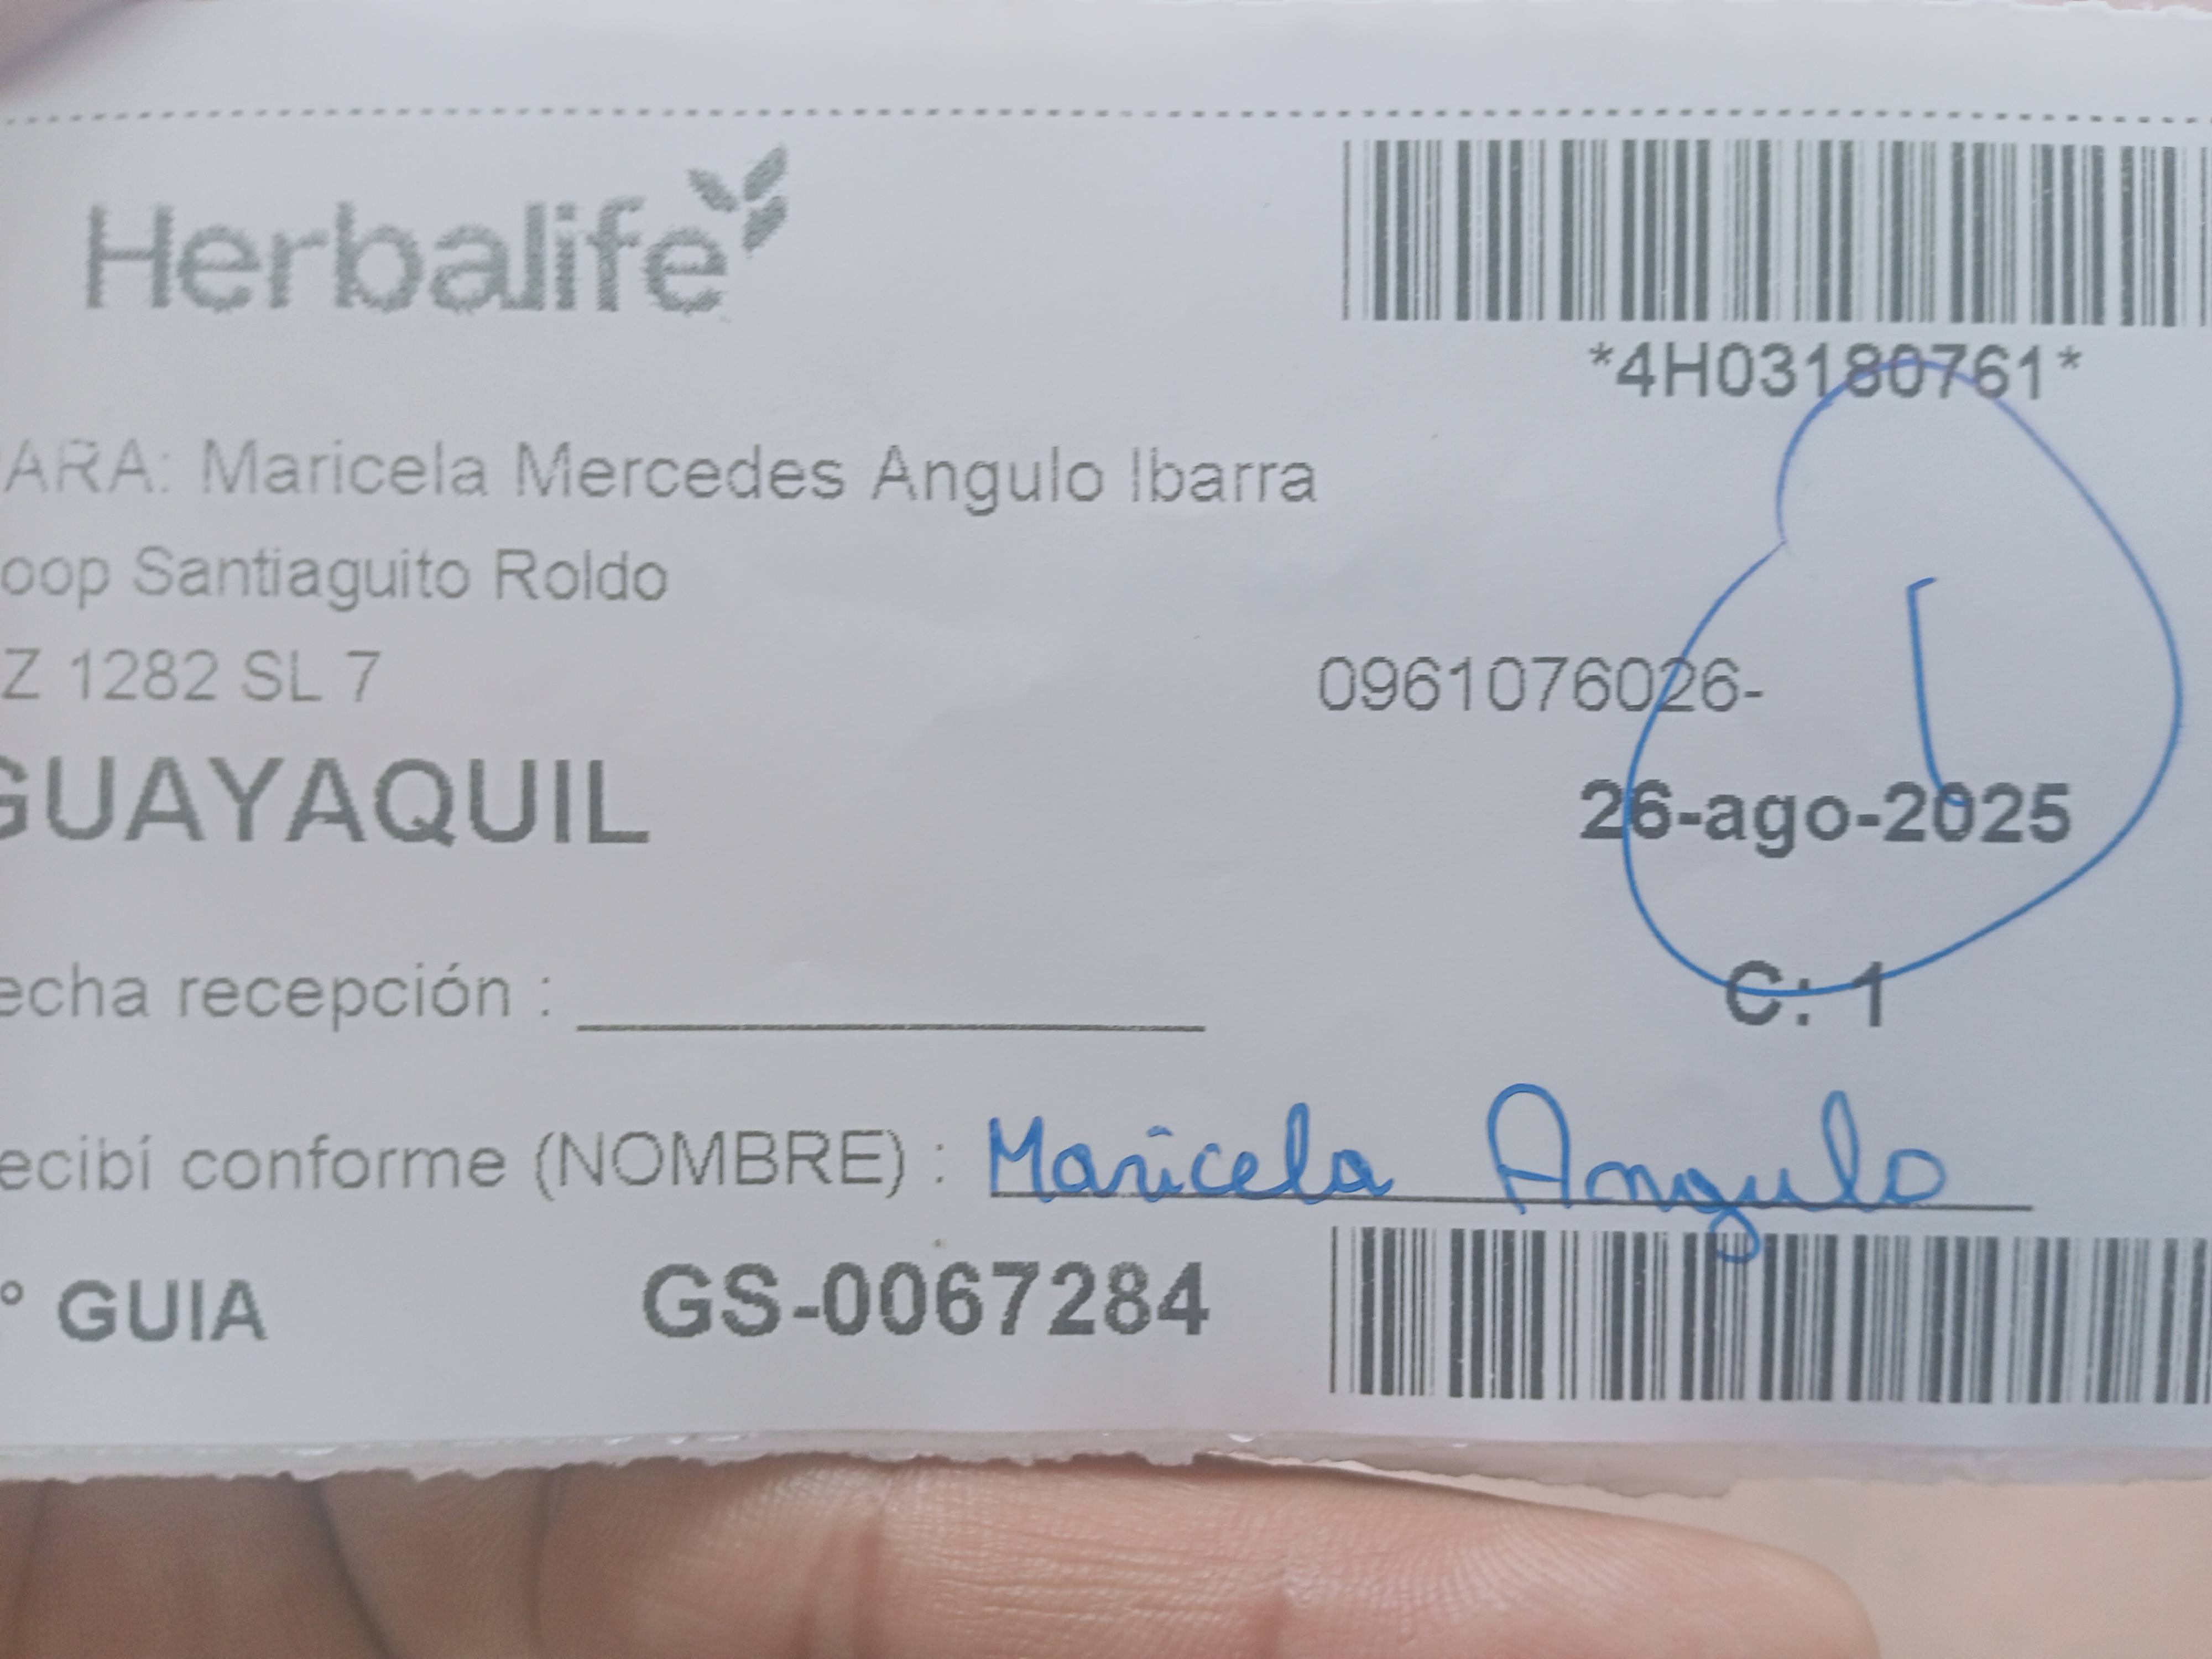 Herbalife
*4H03180761*
ARA: Maricela Mercedes Angulo Ibarra
oop Santiaguito Roldo
Z 1282 SL 7
0961076026-
GUAYAQUIL
26-ago-2025
1
echa recepción :
C: 1
ecibí conforme (NOMBRE) : Maricela Angulo
° GUIA GS-0067284